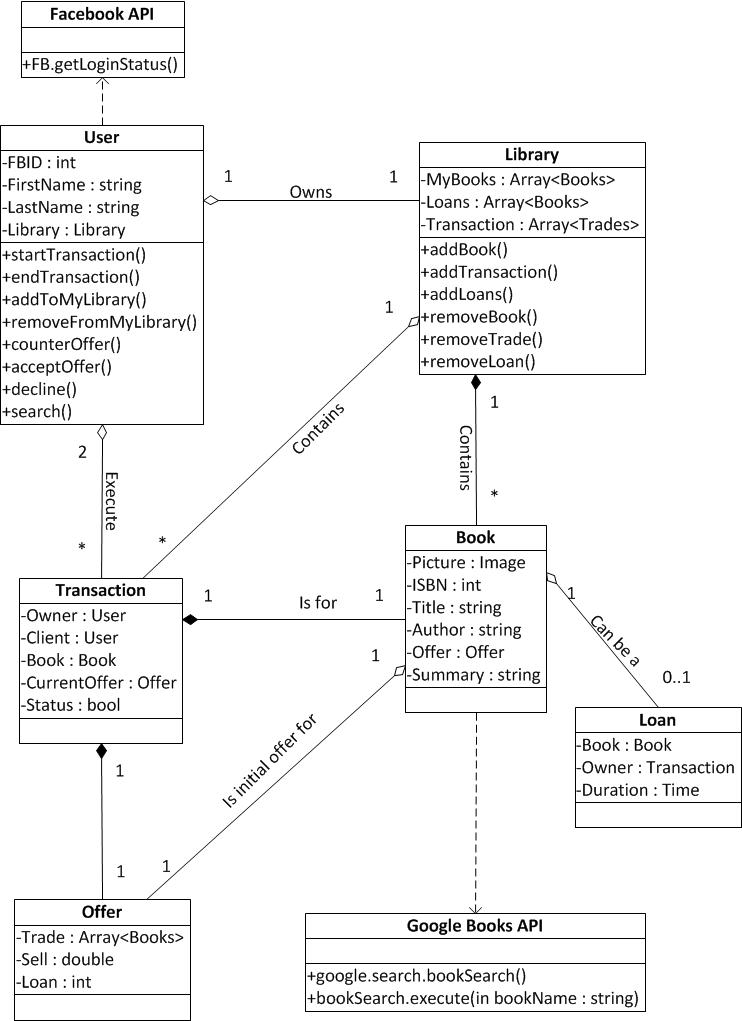 Facebook API
+FB.getLoginStatus()
User
-FBID : int
-FirstName : string
-LastName : string
-Library : Library
+startTransaction()
+endTransaction()
+addToMyLibrary()
+removeFromMyLibrary()
+counterOffer()
+acceptOffer()
+decline()
+search()
1
Owns
1
Library
-MyBooks : Array<Books>
-Loans : Array<Books>
-Transaction : Array<Trades>
+addBook()
+addTransaction()
+addLoans()
+removeBook()
+removeTrade()
+removeLoan()
1
Contains
*
1
Contains
*
2
Execute
*
Transaction
-Owner : User
-Client : User
-Book : Book
-CurrentOffer : Offer
-Status : bool
1
Is for
1
Book
-Picture : Image
-ISBN : int
-Title : string
-Author : string
-Offer : Offer
-Summary : string
1
Can be a
0..1
Loan
-Book : Book
-Owner : Transaction
-Duration : Time
1
Is initial offer for
1
1
1
Offer
-Trade : Array<Books>
-Sell : double
-Loan : int
Google Books API
+google.search.bookSearch()
+bookSearch.execute(in bookName : string)